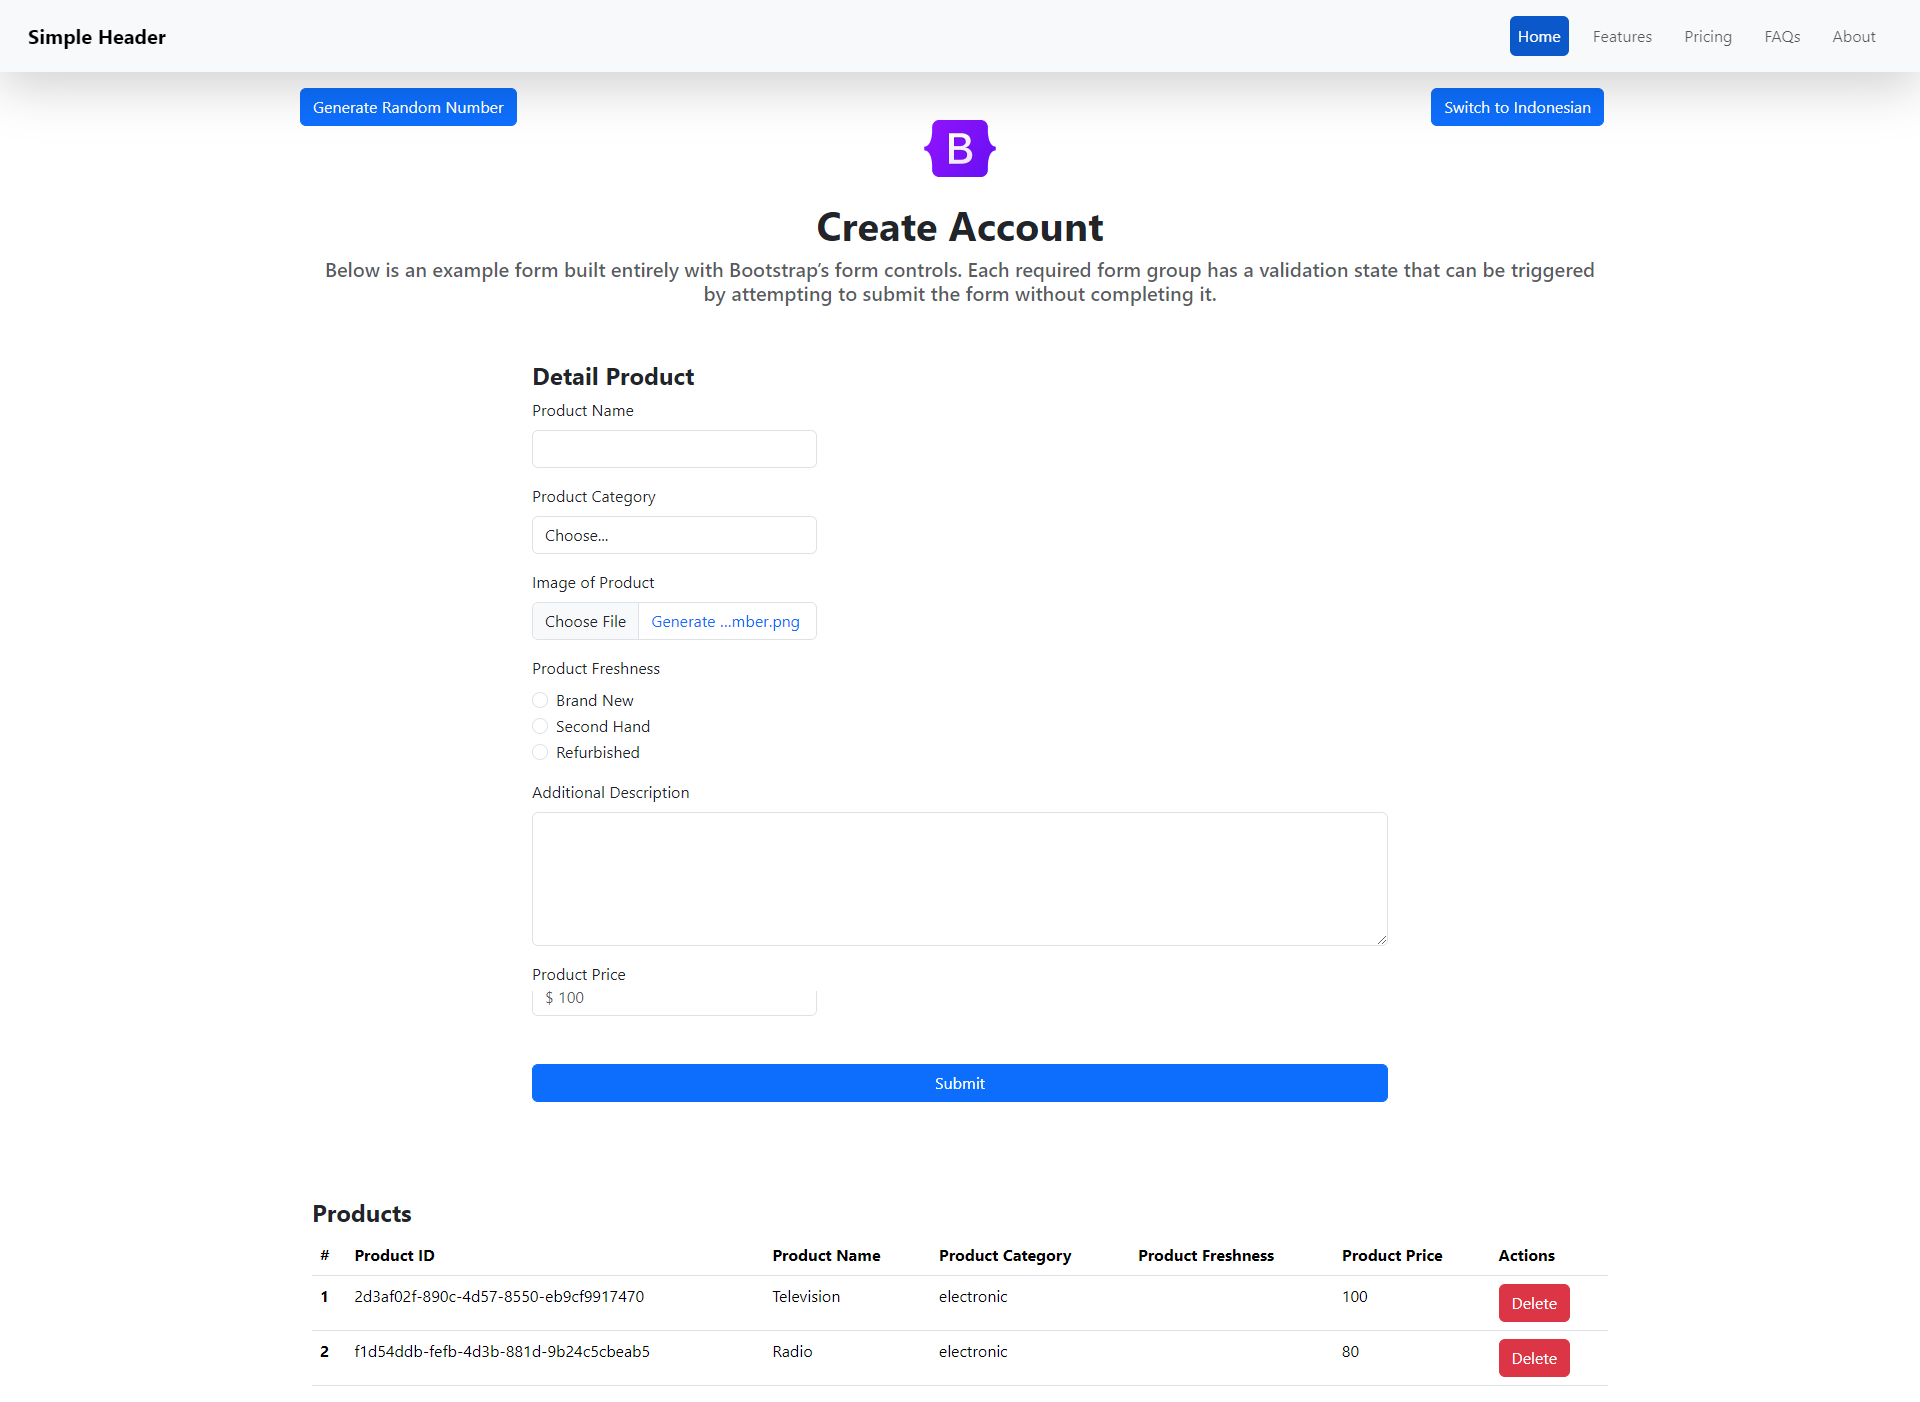 Simple Header
Home Features Pricing FAQs About
Generate Random Number
Switch to Indonesian
B
Create Account
Below is an example form built entirely with Bootstrap’s form controls. Each required form group has a validation state that can be triggered
by attempting to submit the form without completing it.
Detail Product
Product Name
Product Category
Choose...
Image of Product
Choose File Generate ...mber.png
Product Freshness
Brand New
Second Hand
Refurbished
Additional Description
Product Price
$ 100
Submit
Products
# Product ID Product Name Product Category Product Freshness Product Price Actions
1 2d3af02f-890c-4d57-8550-eb9cf9917470 Television electronic 100 Delete
2 f1d54ddb-fefb-4d3b-881d-9b24c5cbeab5 Radio electronic 80 Delete